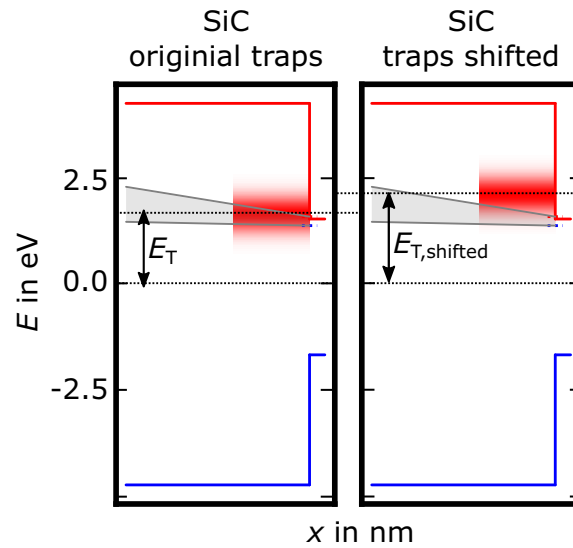 SiC
originial traps
SiC
traps shifted
E in eV
2.5
0.0
-2.5
E_T
E_T,shifted
x in nm